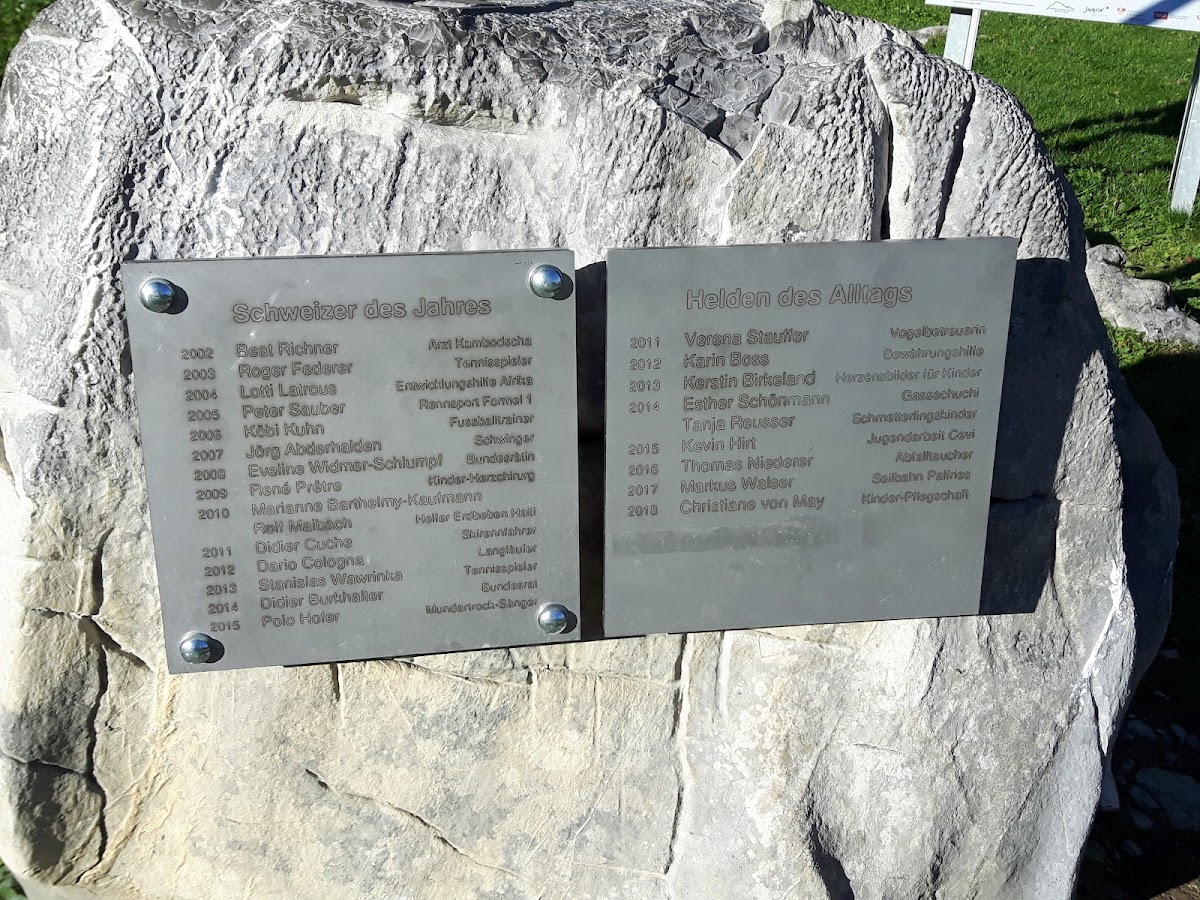 Schweizer des Jahres
2002 Beat Richner Arzt Kambodscha
2003 Roger Federer Tennisspieler
2004 Lotti Latrous Entwicklungshilfe Afrika
2005 Peter Sauber Rennsport Formel 1
2006 Köbi Kuhn Fussballtrainer
2007 Jörg Abderhalden Schwinger
2008 Eveline Widmer-Schlumpf Bundesrätin
2009 René Prêtre Kinder-Herzchirurg
2010 Marianne Barthelmy-Kaufmann
Ralf Maibach Helfer Erdbeben Haiti
2011 Didier Cuche Skirennfahrer
2012 Dario Cologna Langläufer
2013 Stanislas Wawrinka Tennisspieler
2014 Didier Burkhalter Bundesrat
2015 Polo Hofer Mundartrock-Sänger
Helden des Alltags
2011 Verena Stauffer Vogelbetreuerin
2012 Karin Boss Bewährungshilfe
2013 Kerstin Birkeland Herzensbilder für Kinder
2014 Esther Schönmann Gassechuchi
Tanja Reusser Schmetterlingskinder
2015 Kevin Hirt Jugendarbeit Cevi
2016 Thomas Niederer Abfalltaucher
2017 Markus Walser Seilbahn Palfries
2018 Christiane von May Kinder-Pflegeschaft